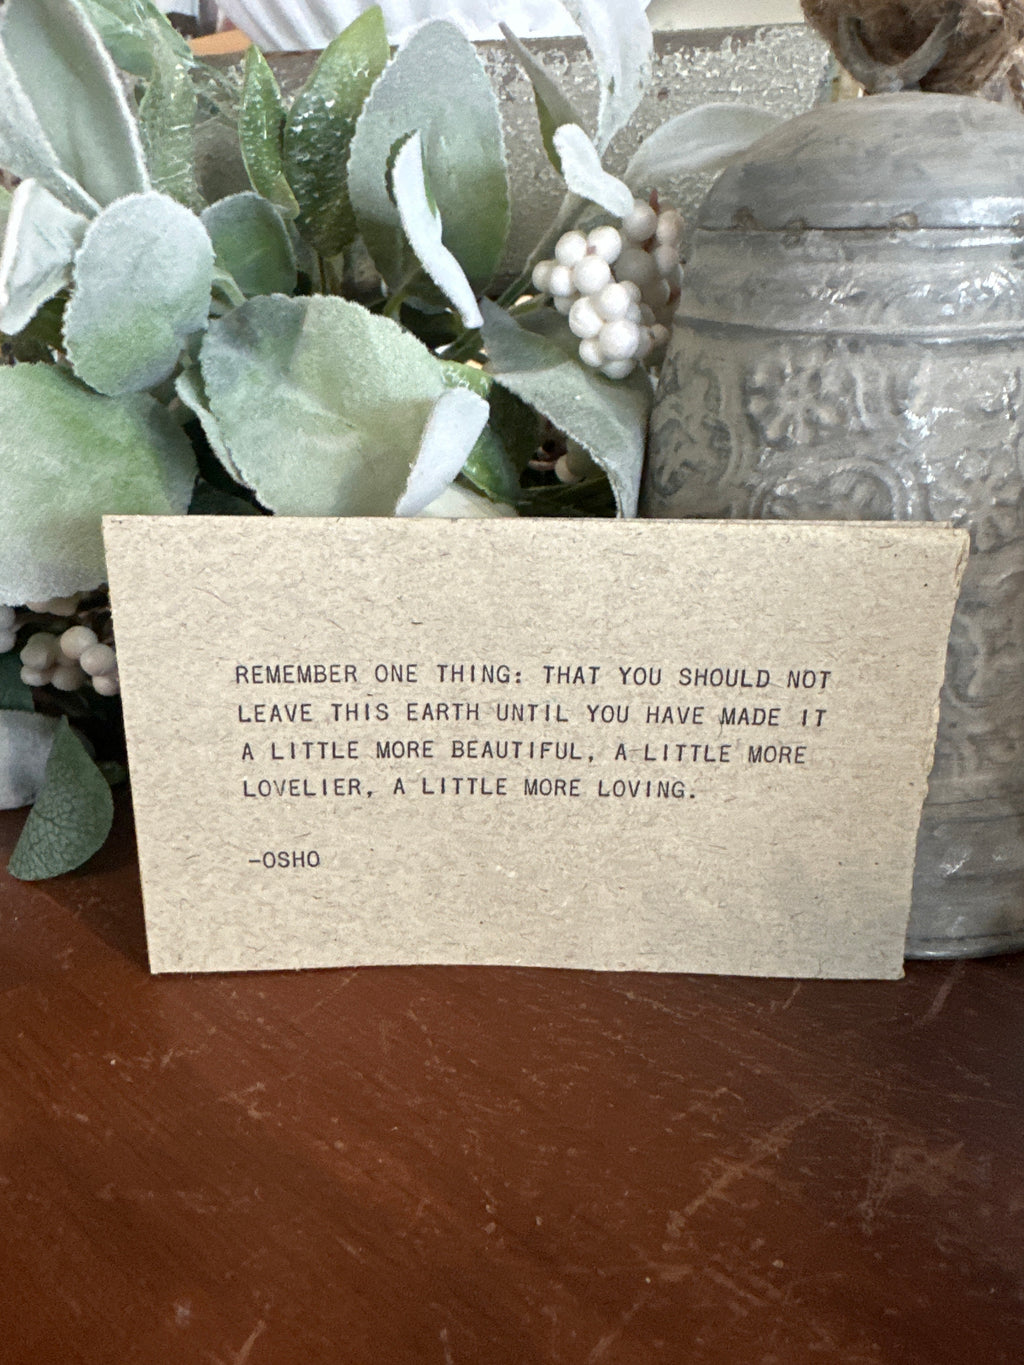 REMEMBER ONE THING: THAT YOU SHOULD NOT
LEAVE THIS EARTH UNTIL YOU HAVE MADE IT
A LITTLE MORE BEAUTIFUL, A LITTLE MORE
LOVELIER, A LITTLE MORE LOVING.
-OSHO